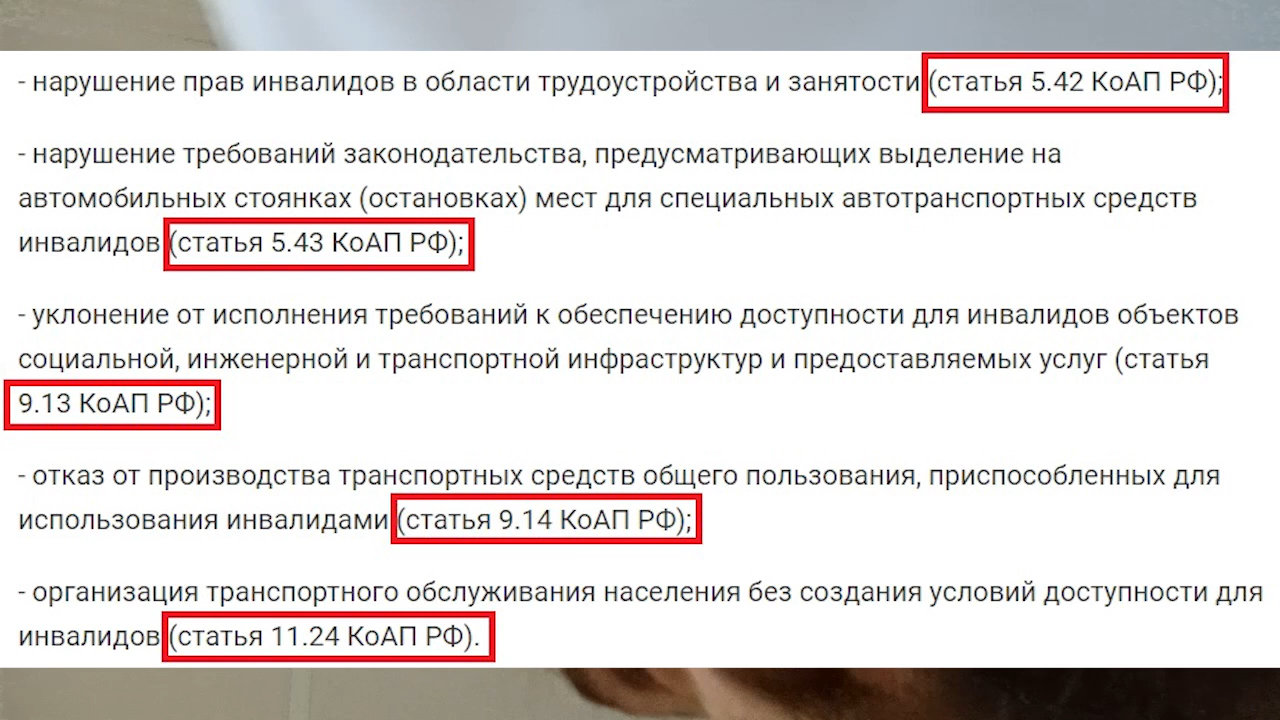 - нарушение прав инвалидов в области трудоустройства и занятости (статья 5.42 КоАП РФ);
- нарушение требований законодательства, предусматривающих выделение на
автомобильных стоянках (остановках) мест для специальных автотранспортных средств
инвалидов (статья 5.43 КоАП РФ);
- уклонение от исполнения требований к обеспечению доступности для инвалидов объектов
социальной, инженерной и транспортной инфраструктур и предоставляемых услуг (статья
9.13 КоАП РФ);
- отказ от производства транспортных средств общего пользования, приспособленных для
использования инвалидами (статья 9.14 КоАП РФ);
- организация транспортного обслуживания населения без создания условий доступности для
инвалидов (статья 11.24 КоАП РФ).